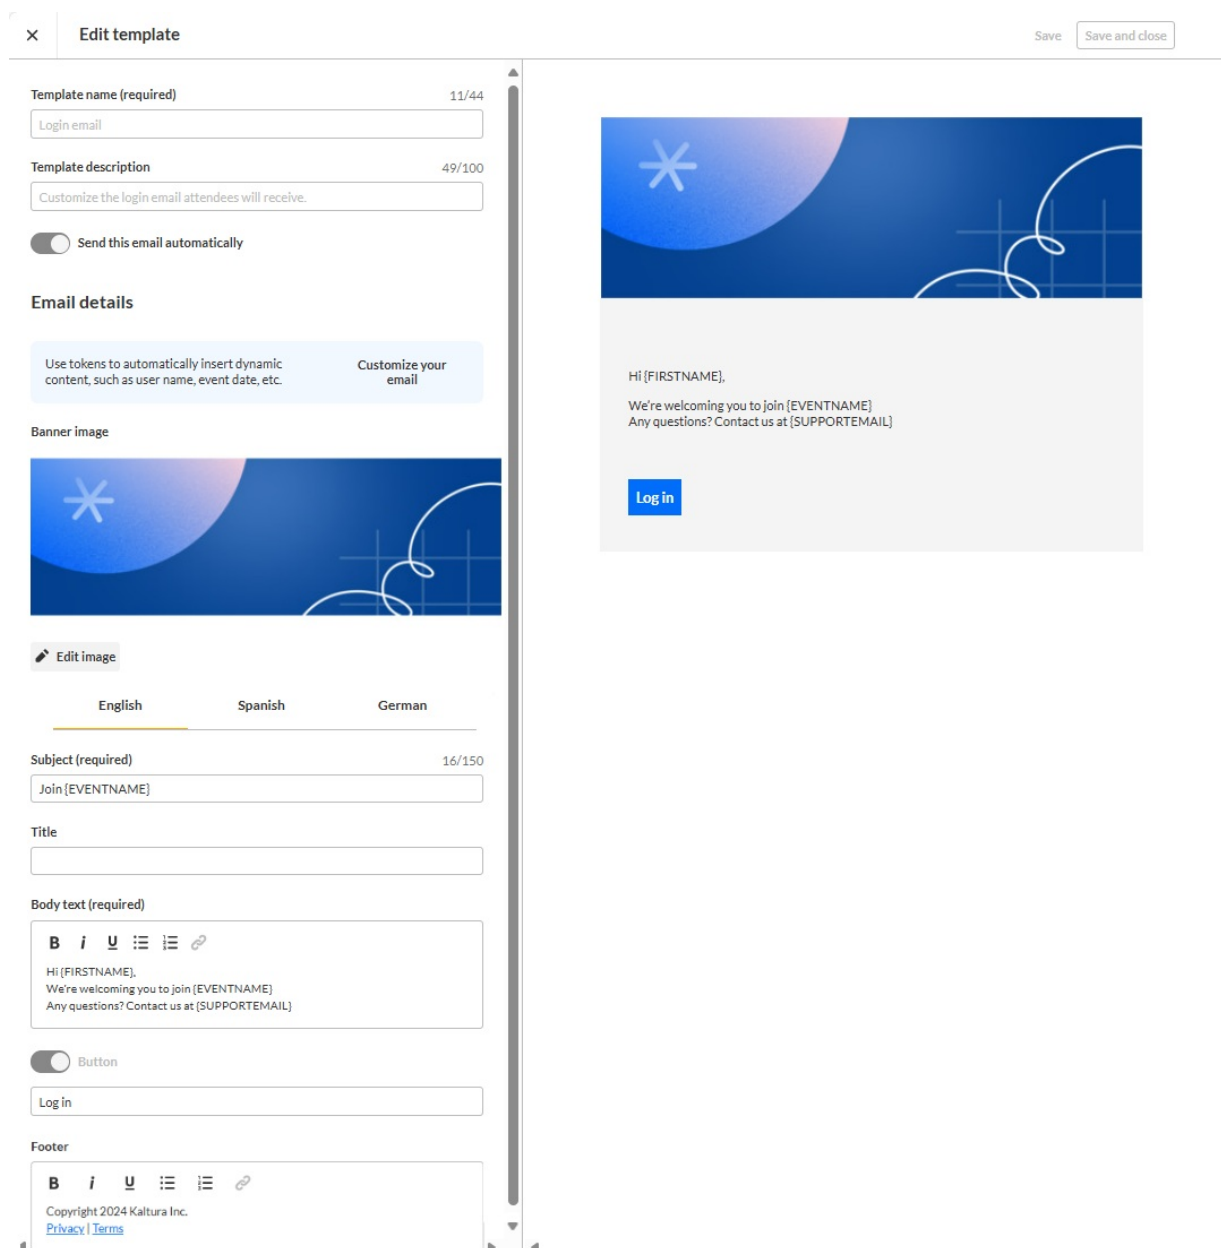 Edit template
Save
Save and close
Template name (required)
11/44
Login email
Template description
49/100
Customize the login email attendees will receive.
Send this email automatically
Email details
Use tokens to automatically insert dynamic
content, such as user name, event date, etc.
Customize your
email
Banner image
Edit image
English
Spanish
German
Subject (required)
16/150
Join {EVENTNAME}
Title
Body text (required)
B i U
Hi {FIRSTNAME},
We're welcoming you to join {EVENTNAME}
Any questions? Contact us at {SUPPORTEMAIL}
Button
Log in
Footer
B i U
Copyright 2024 Kaltura Inc.
Privacy | Terms
Hi {FIRSTNAME},
We're welcoming you to join {EVENTNAME}
Any questions? Contact us at {SUPPORTEMAIL}
Log in